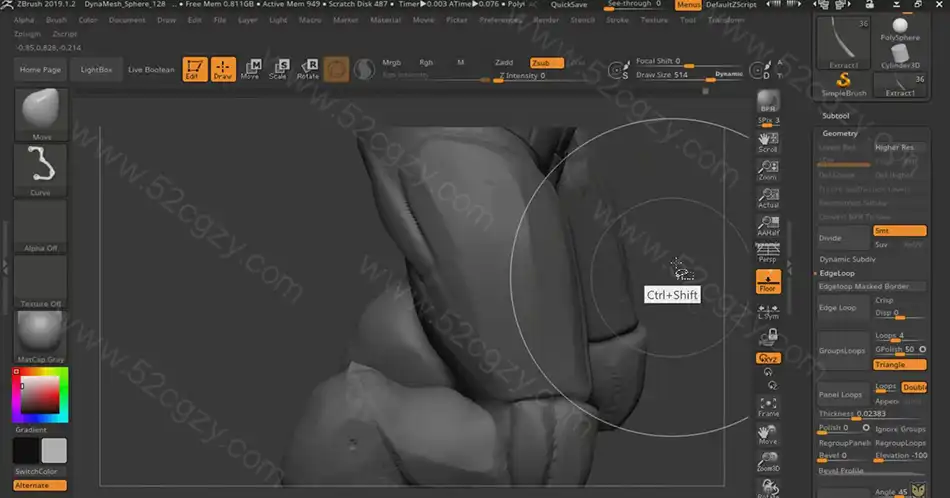 ZBrush 2019.1.2 DynaMesh_Sphere_128 ... • Free Mem 0.811GB • Active Mem 949 • Scratch Disk 487 • Timer▶0.003 ATime▶0.076 • Poly
QuickSave See-through 0 Menus DefaultZScript
Alpha Brush Color Document Draw Edit File Layer Light Macro Marker Material Movie Picker Preferences Render Stencil Stroke Texture Tool Transform
Zplugin Zscript
-0.85,0.828,-0.214
Home Page LightBox Live Boolean Edit Draw Move Scale Rotate Mrgb Rgb M Zadd Zsub Focal Shift 0
Rgb Intensity Z Intensity 0 Draw Size 514 Dynamic
S D
Move
Curve
Alpha Off
Texture Off
MatCap Gray
Gradient
SwitchColor
Alternate
Ctrl+Shift
BPR
SPix 3
Scroll
Zoom
Actual
AAHalf
Dynamic
Persp
Floor
L.Sym
XYZ
Frame
Move
Zoom3D
Rotate
36
Extract1
PolySphere
Cylinder3D
SimpleBrush
36
Extract1
Subtool
Geometry
Lower Res Higher Res
Divide Smt
Suv
Dynamic Subdiv
EdgeLoop
Edgeloop Masked Border
Edge Loop Crisp
Disp 0
GroupsLoops Loops 4
GPolish 50
Triangle
Panel Loops Loops Double
Append
Thickness 0.02383
Polish 0 Ignore Groups
RegroupPanels RegroupLoops
Bevel 0 Elevation -100
Bevel Profile
Angle 45
www.52cgzy.com